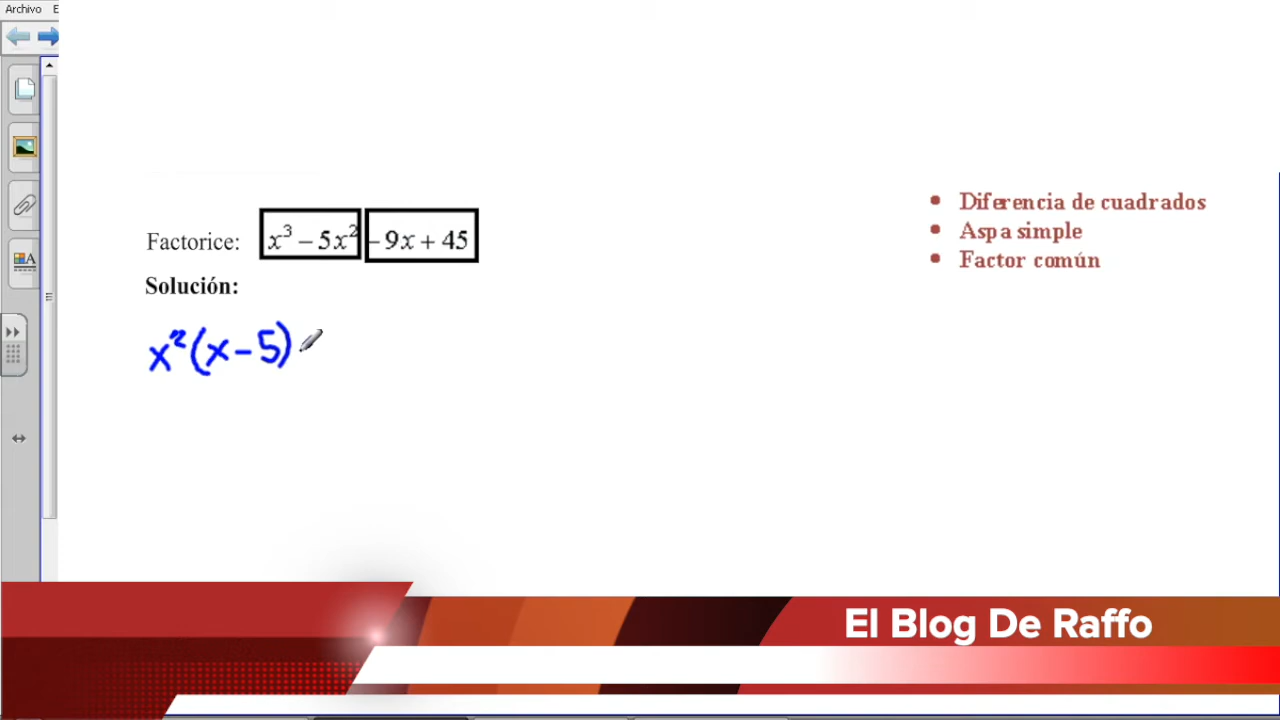 Archivo E
Factorice: x³ − 5x² − 9x + 45
Solución:
x²(x − 5)
• Diferencia de cuadrados
• Aspa simple
• Factor común
El Blog De Raffo